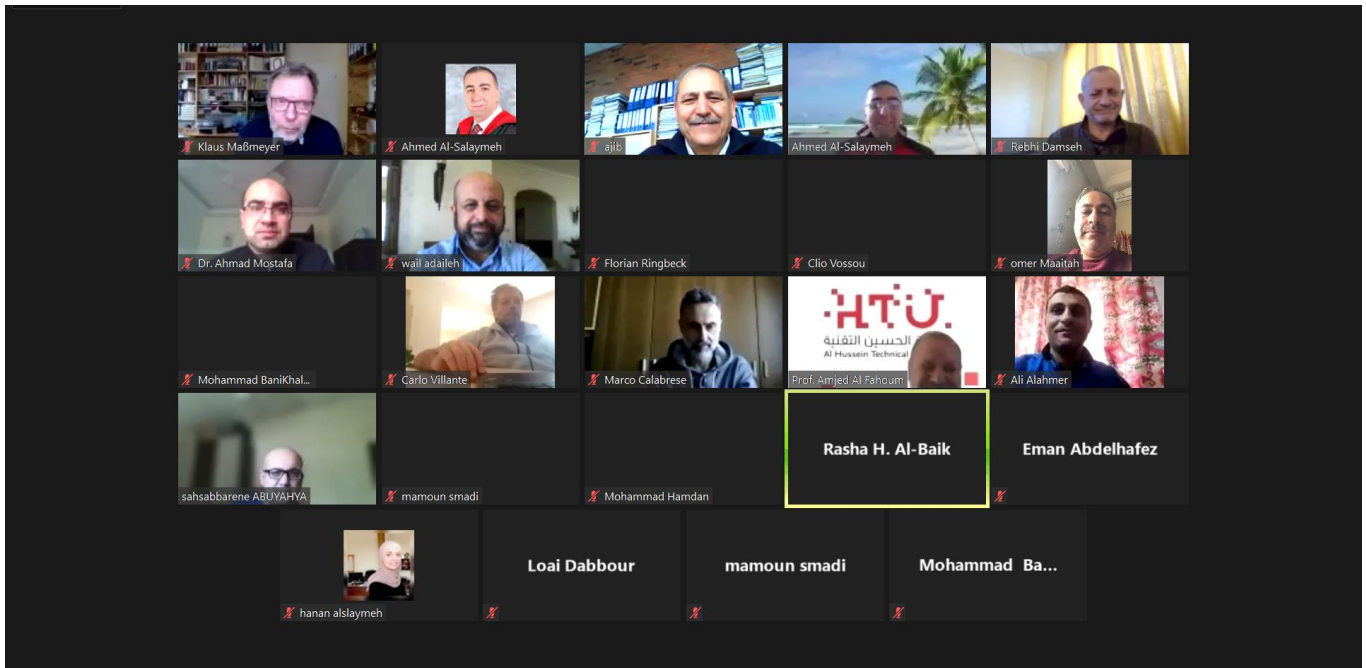 Klaus Maßmeyer
Ahmed Al-Salaymeh
ajib
Ahmed Al-Salaymeh
Rebhi Damseh
Dr. Ahmad Mostafa
wail adaileh
Florian Ringbeck
Clio Vossou
omer Maaitah
Mohammad BaniKhal...
Carlo Villante
Marco Calabrese
HTU
الحسين التقنية
Al Hussein Technical
Prof. Amjed Al Fahoum
Ali Alahmer
sahsabbarene ABUYAHYA
mamoun smadi
Mohammad Hamdan
Rasha H. Al-Baik
Eman Abdelhafez
hanan alslaymeh
Loai Dabbour
mamoun smadi
Mohammad Ba...